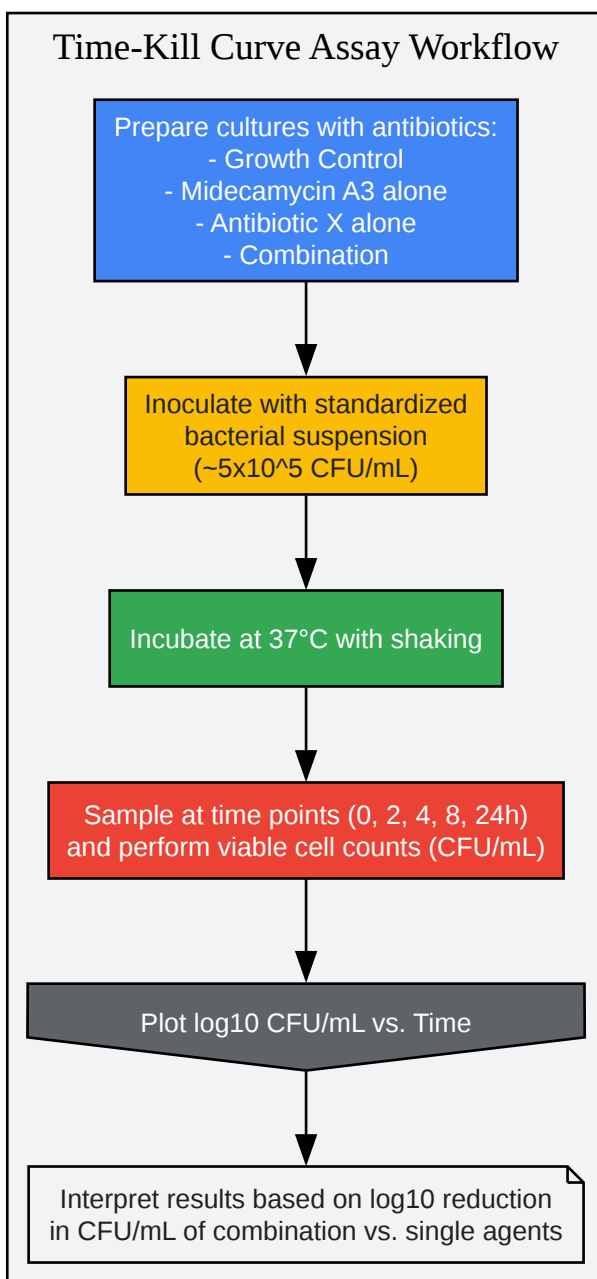 Time-Kill Curve Assay Workflow
Prepare cultures with antibiotics:
- Growth Control
- Midecamycin A3 alone
- Antibiotic X alone
- Combination
Inoculate with standardized
bacterial suspension
(~5x10^5 CFU/mL)
Incubate at 37°C with shaking
Sample at time points (0, 2, 4, 8, 24h)
and perform viable cell counts (CFU/mL)
Plot log10 CFU/mL vs. Time
Interpret results based on log10 reduction
in CFU/mL of combination vs. single agents